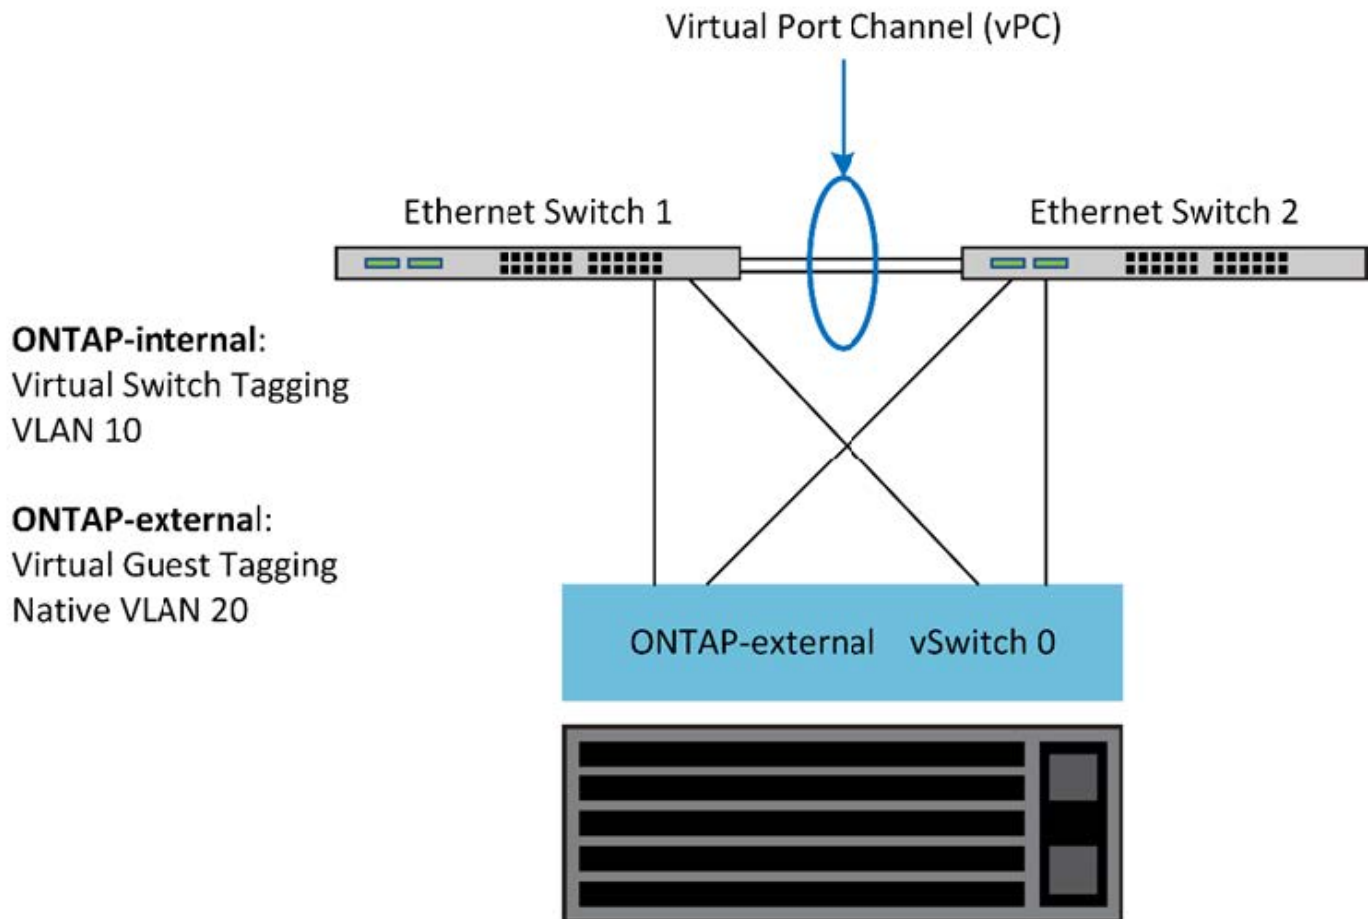 Virtual Port Channel (vPC)
Ethernet Switch 1
Ethernet Switch 2
ONTAP-internal:
Virtual Switch Tagging
VLAN 10
ONTAP-external:
Virtual Guest Tagging
Native VLAN 20
ONTAP-external vSwitch 0